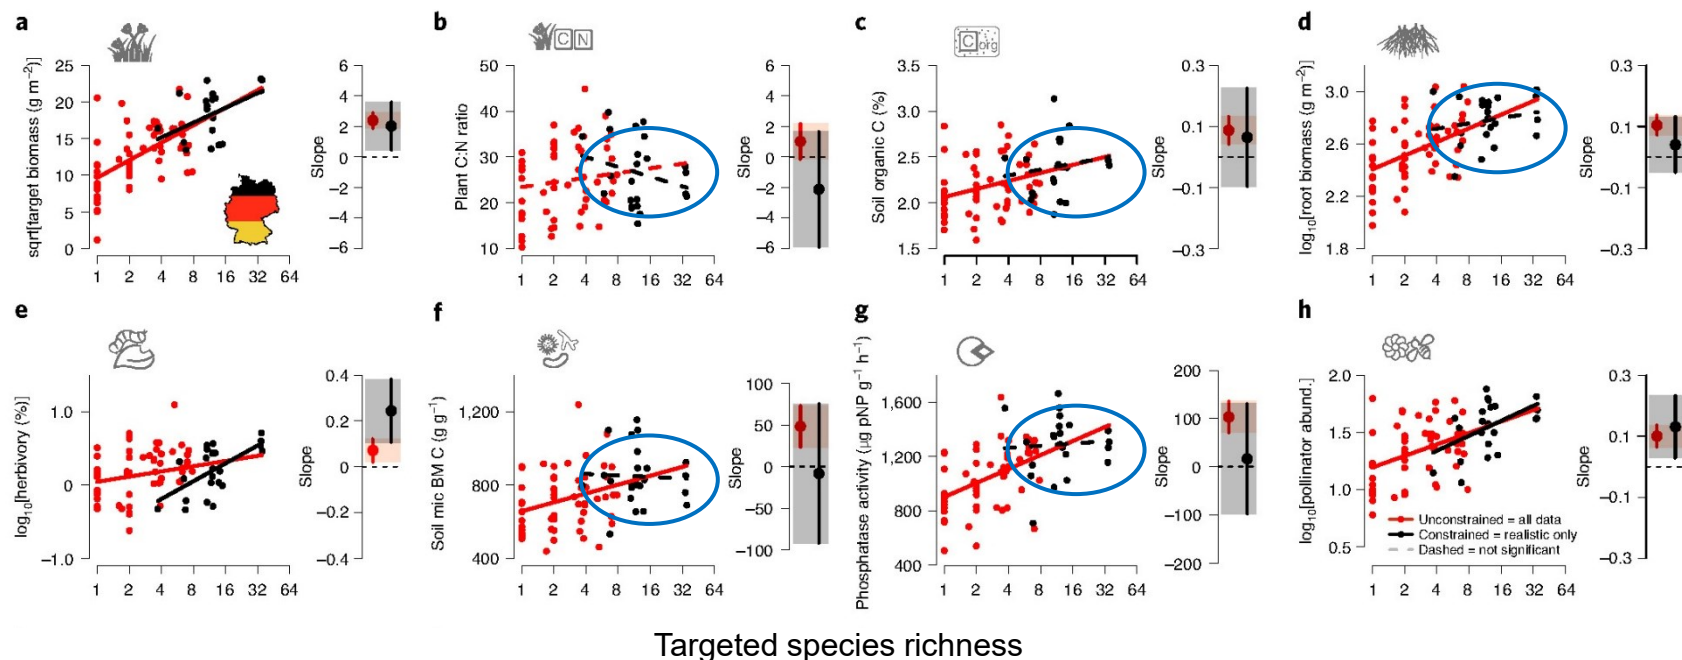 a
b
c
d
C N
C org
sqrt[target biomass (g m−2)]
25
20
15
10
5
0
1 2 4 8 16 32 64
Slope
6
4
2
0
−2
−4
−6
Plant C:N ratio
50
40
30
20
10
1 2 4 8 16 32 64
Slope
6
4
2
0
−2
−4
−6
Soil organic C (%)
3.5
3.0
2.5
2.0
1.5
1 2 4 8 16 32 64
Slope
0.3
0.1
−0.1
−0.3
log10[root biomass (g m−2)]
3.0
2.6
2.2
1.8
1 2 4 8 16 32 64
Slope
0.3
0.1
−0.1
−0.3
e
f
g
h
log10[herbivory (%)]
1.0
0
−1.0
1 2 4 8 16 32 64
Slope
0.4
0.2
0
−0.2
−0.4
Soil mic BM C (g g−1)
1,200
800
400
1 2 4 8 16 32 64
Slope
100
50
0
−50
−100
Phosphatase activity (µg pNP g−1 h−1)
1,600
1,200
800
400
1 2 4 8 16 32 64
Slope
200
100
0
−100
−200
log10[pollinator abund.]
2.0
1.5
1.0
0.5
Unconstrained = all data
Constrained = realistic only
Dashed = not significant
1 2 4 8 16 32 64
Slope
0.3
0.1
−0.1
−0.3
Targeted species richness